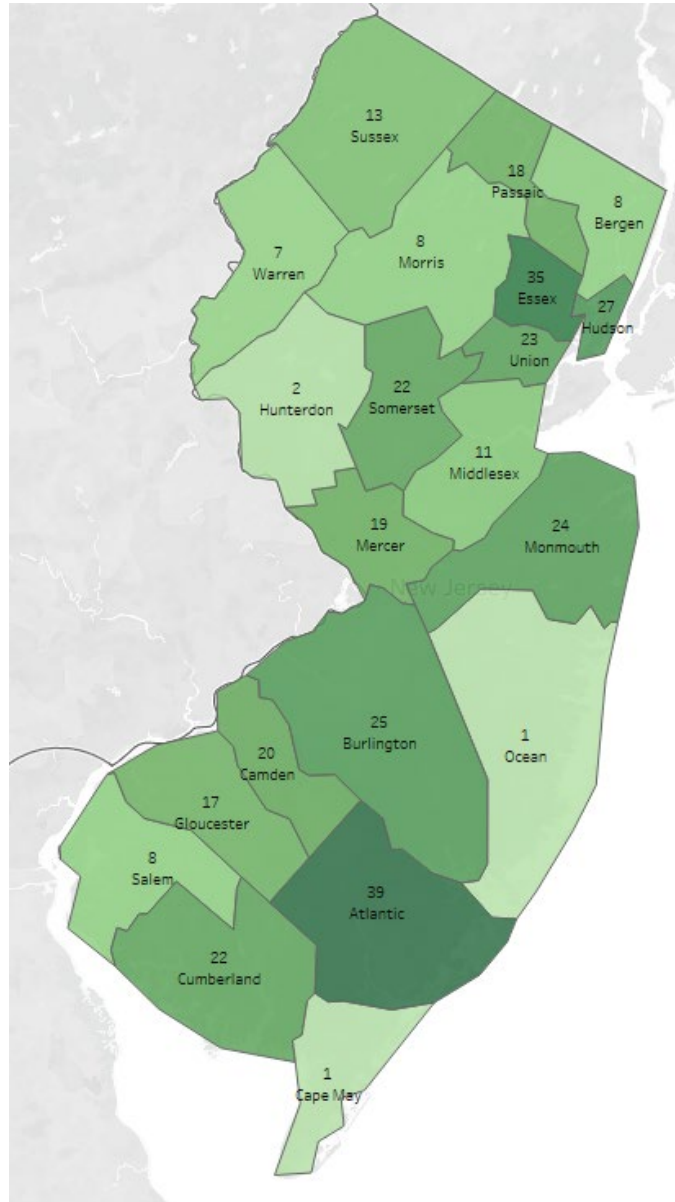 13
Sussex
18
Passaic
8
Bergen
7
Warren
8
Morris
35
Essex
27
Hudson
23
Union
2
Hunterdon
22
Somerset
11
Middlesex
19
Mercer
24
Monmouth
New Jersey
25
Burlington
1
Ocean
20
Camden
17
Gloucester
8
Salem
39
Atlantic
22
Cumberland
1
Cape May